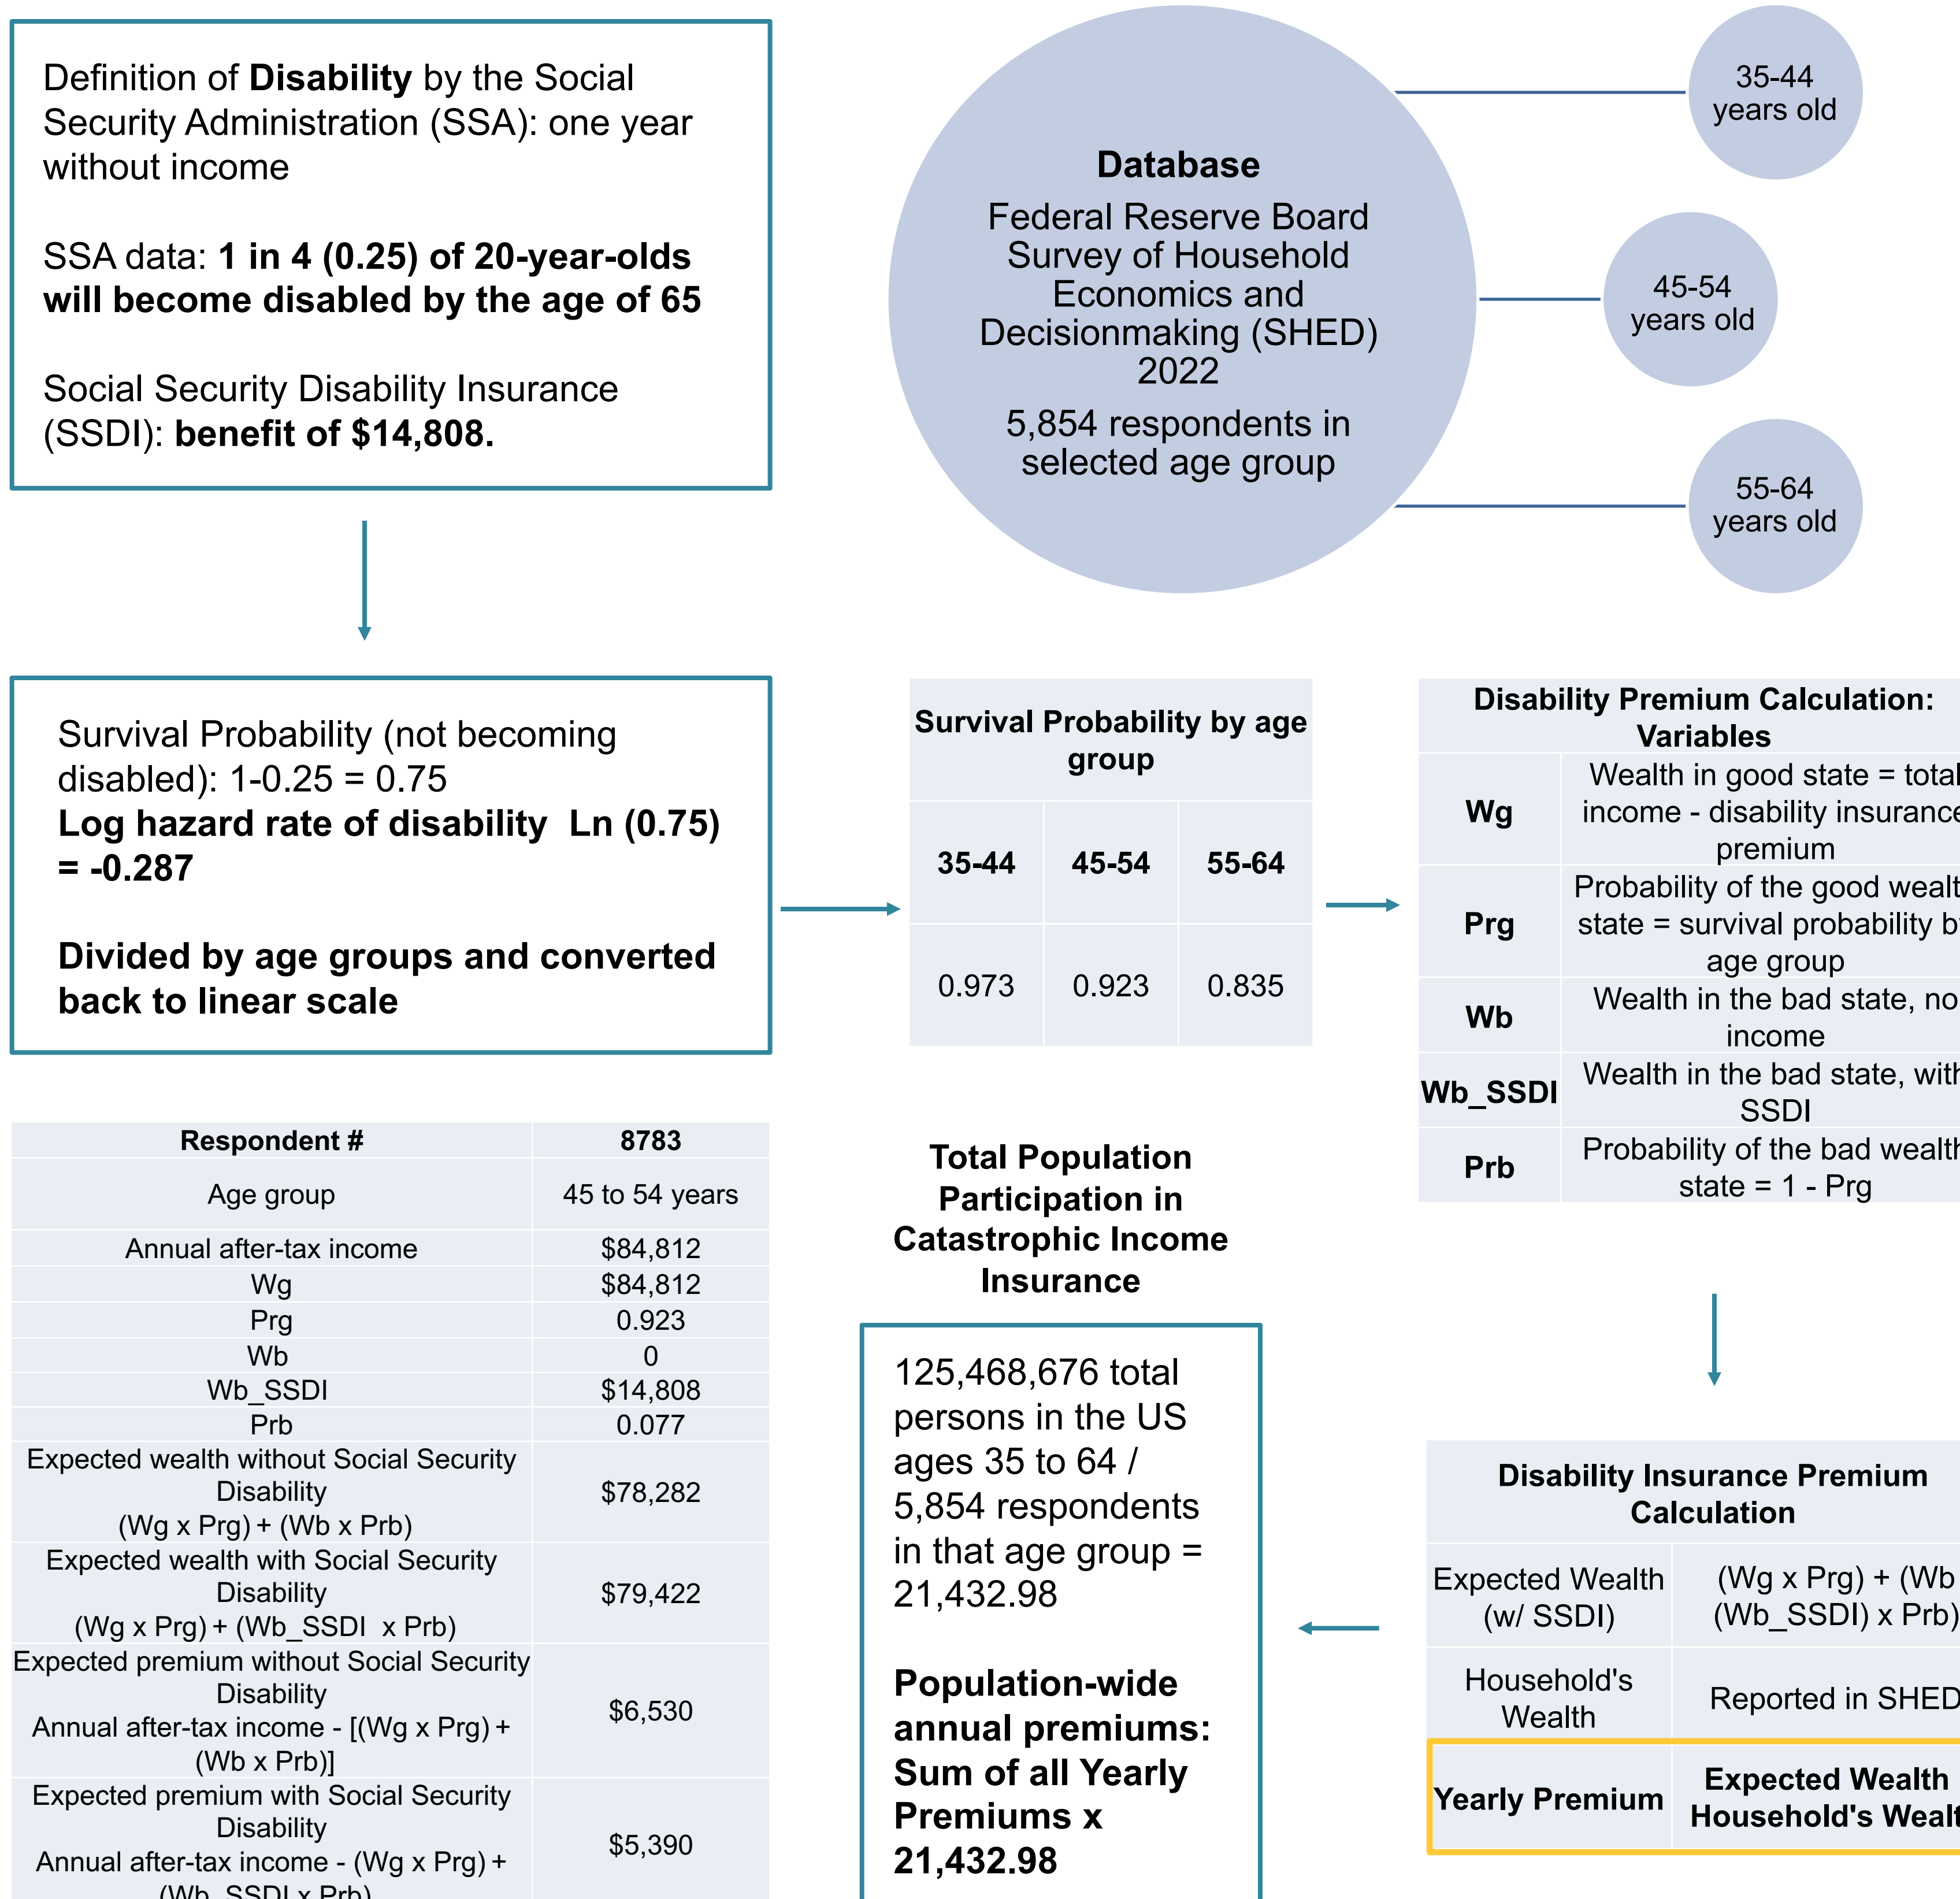 Definition of Disability by the Social
Security Administration (SSA): one year
without income
SSA data: 1 in 4 (0.25) of 20-year-olds
will become disabled by the age of 65
Social Security Disability Insurance
(SSDI): benefit of $14,808.
Database
Federal Reserve Board
Survey of Household
Economics and
Decisionmaking (SHED)
2022
5,854 respondents in
selected age group
35-44
years old
45-54
years old
55-64
years old
Survival Probability (not becoming
disabled): 1-0.25 = 0.75
Log hazard rate of disability Ln (0.75)
= -0.287
Divided by age groups and converted
back to linear scale
Survival Probability by age
group
35-44 45-54 55-64
0.973 0.923 0.835
Disability Premium Calculation:
Variables
Wg
Wealth in good state = total
income - disability insurance
premium
Prg
Probability of the good wealt
state = survival probability b
age group
Wb
Wealth in the bad state, no
income
Wb_SSDI
Wealth in the bad state, with
SSDI
Prb
Probability of the bad wealth
state = 1 - Prg
Respondent # 8783
Age group 45 to 54 years
Annual after-tax income $84,812
Wg $84,812
Prg 0.923
Wb 0
Wb_SSDI $14,808
Prb 0.077
Expected wealth without Social Security
Disability
(Wg x Prg) + (Wb x Prb)
$78,282
Expected wealth with Social Security
Disability
(Wg x Prg) + (Wb_SSDI x Prb)
$79,422
Expected premium without Social Security
Disability
Annual after-tax income - [(Wg x Prg) +
(Wb x Prb)]
$6,530
Expected premium with Social Security
Disability
Annual after-tax income - (Wg x Prg) +
(Wb_SSDI x Prb)
$5,390
Total Population
Participation in
Catastrophic Income
Insurance
125,468,676 total
persons in the US
ages 35 to 64 /
5,854 respondents
in that age group =
21,432.98
Population-wide
annual premiums:
Sum of all Yearly
Premiums x
21,432.98
Disability Insurance Premium
Calculation
Expected Wealth
(w/ SSDI)
(Wg x Prg) + (Wb
(Wb_SSDI) x Prb)
Household's
Wealth
Reported in SHED
Yearly Premium
Expected Wealth
Household's Wealt